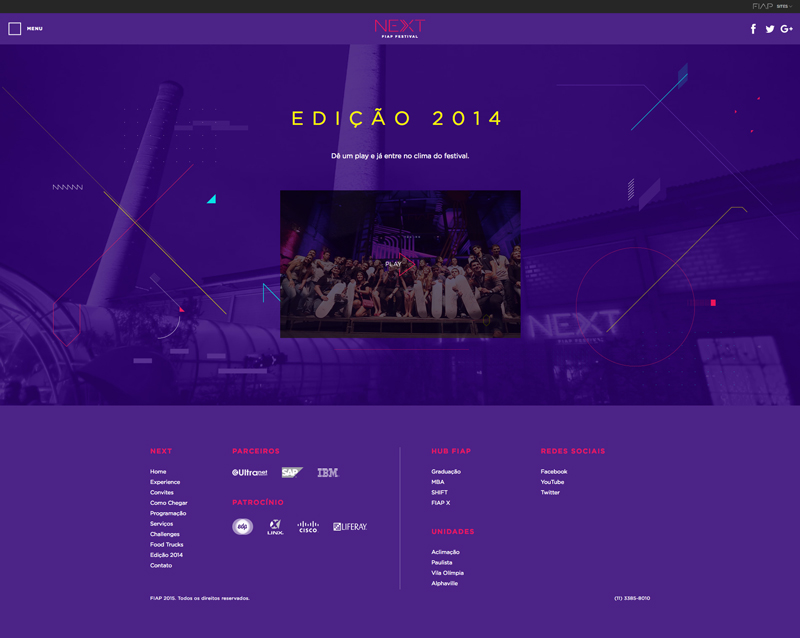 FIAP SITES
MENU
NEXT
FIAP FESTIVAL
EDIÇÃO 2014
Dê um play e já entre no clima do festival.
PLAY
NEXT
FIAP FESTIVAL
NEXT
Home
Experience
Convites
Como Chegar
Programação
Serviços
Challenges
Food Trucks
Edição 2014
Contato
PARCEIROS
Ultranet SAP IBM
PATROCÍNIO
edp LINX CISCO LIFERAY
HUB FIAP
Graduação
MBA
SHIFT
FIAP X
UNIDADES
Aclimação
Paulista
Vila Olímpia
Alphaville
REDES SOCIAIS
Facebook
YouTube
Twitter
FIAP 2015. Todos os direitos reservados.
(11) 3385-8010